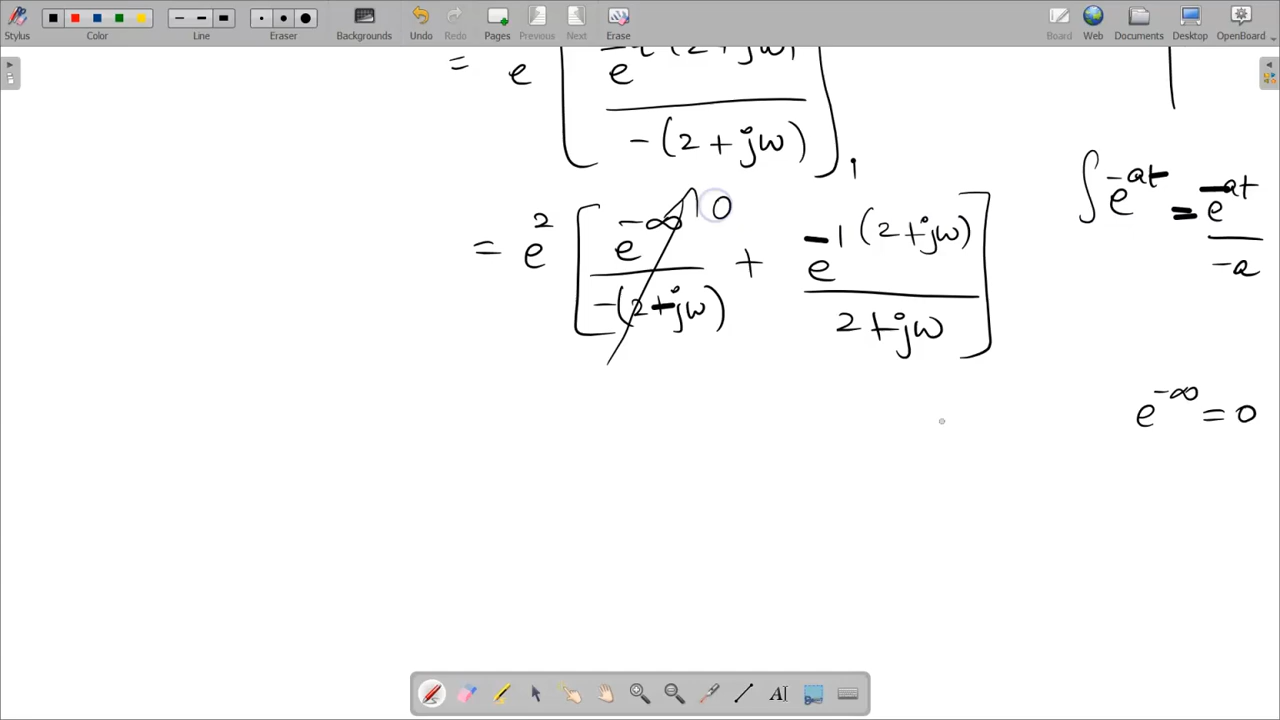 Stylus Color Line Eraser Backgrounds Undo Redo Pages Previous Next Erase Board Web Documents Desktop OpenBoard
= e [ e^-t(2+jω) / -(2+jω) ]_1
∫e^-at = e^-at / -a
= e^2 [ e^-∞ / -(2+jω) 0 + e^-1(2+jω) / 2+jω ]
e^-∞ = 0